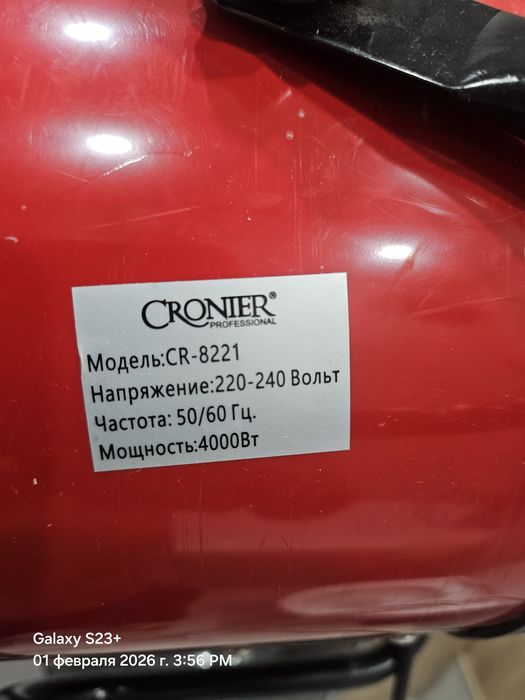 CRONIER®
PROFESSIONAL
Модель:CR-8221
Напряжение:220-240 Вольт
Частота: 50/60 Гц.
Мощность:4000Вт
Galaxy S23+
01 февраля 2026 г. 3:56 PM